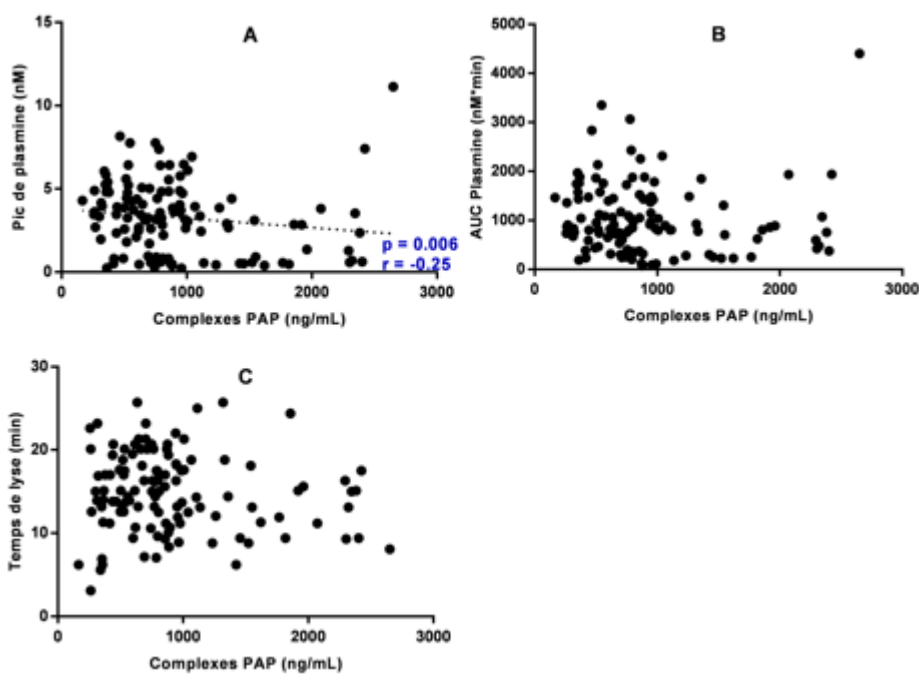 A
Pic de plasmine (nM)
15
10
5
0
0 1000 2000 3000
Complexes PAP (ng/mL)
p = 0.006
r = -0.25
B
AUC Plasmine (nM*min)
5000
4000
3000
2000
1000
0
0 1000 2000 3000
Complexes PAP (ng/mL)
C
Temps de lyse (min)
30
20
10
0
0 1000 2000 3000
Complexes PAP (ng/mL)